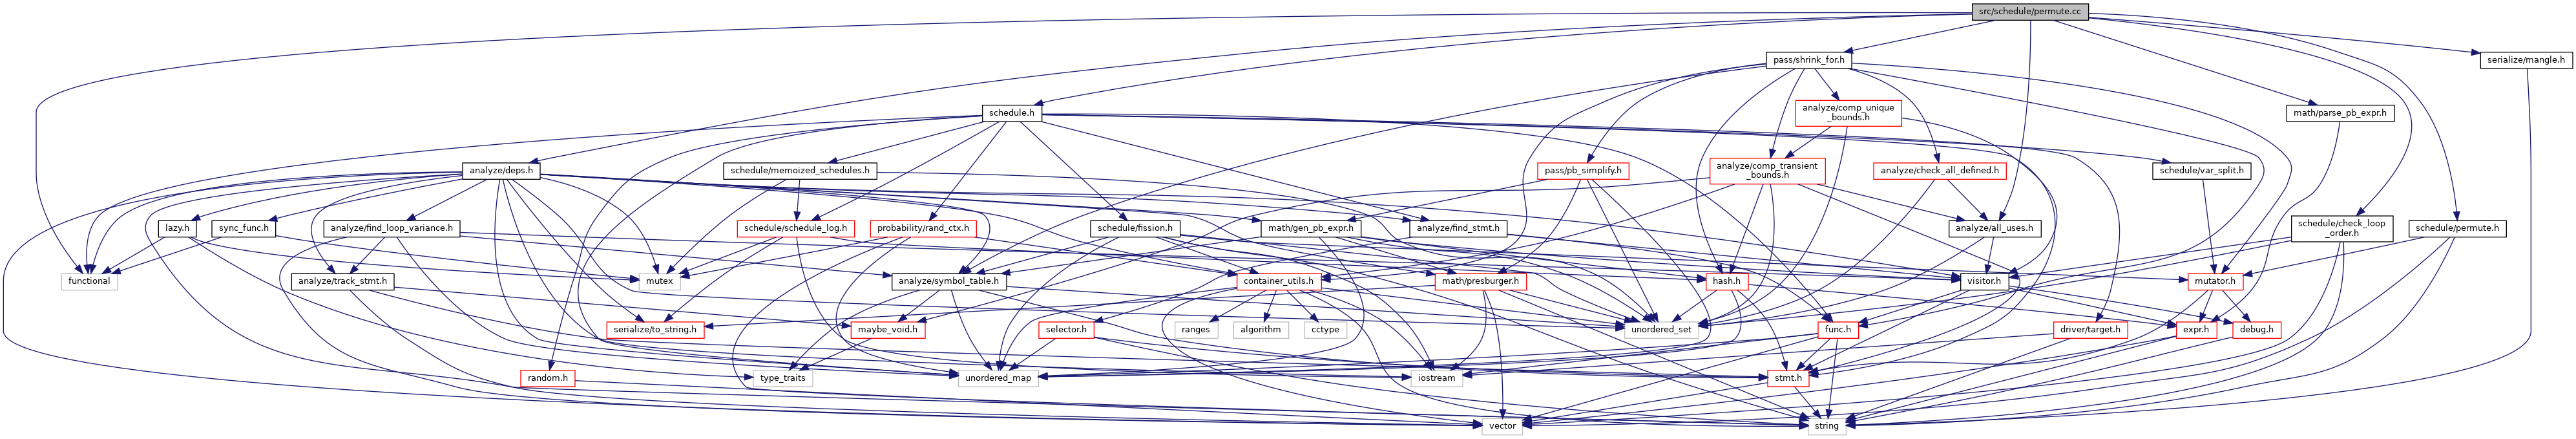 src/schedule/permute.cc
pass/shrink_for.h
serialize/mangle.h
schedule.h
analyze/comp_unique
_bounds.h
math/parse_pb_expr.h
analyze/deps.h
schedule/memoized_schedules.h
pass/pb_simplify.h
analyze/comp_transient
_bounds.h
analyze/check_all_defined.h
schedule/var_split.h
lazy.h
sync_func.h
analyze/find_loop_variance.h
schedule/schedule_log.h
probability/rand_ctx.h
schedule/fission.h
math/gen_pb_expr.h
analyze/find_stmt.h
analyze/all_uses.h
schedule/check_loop
_order.h
schedule/permute.h
functional
analyze/track_stmt.h
mutex
analyze/symbol_table.h
container_utils.h
math/presburger.h
hash.h
visitor.h
mutator.h
serialize/to_string.h
maybe_void.h
selector.h
ranges
algorithm
cctype
unordered_set
func.h
driver/target.h
expr.h
debug.h
random.h
type_traits
unordered_map
iostream
stmt.h
vector
string